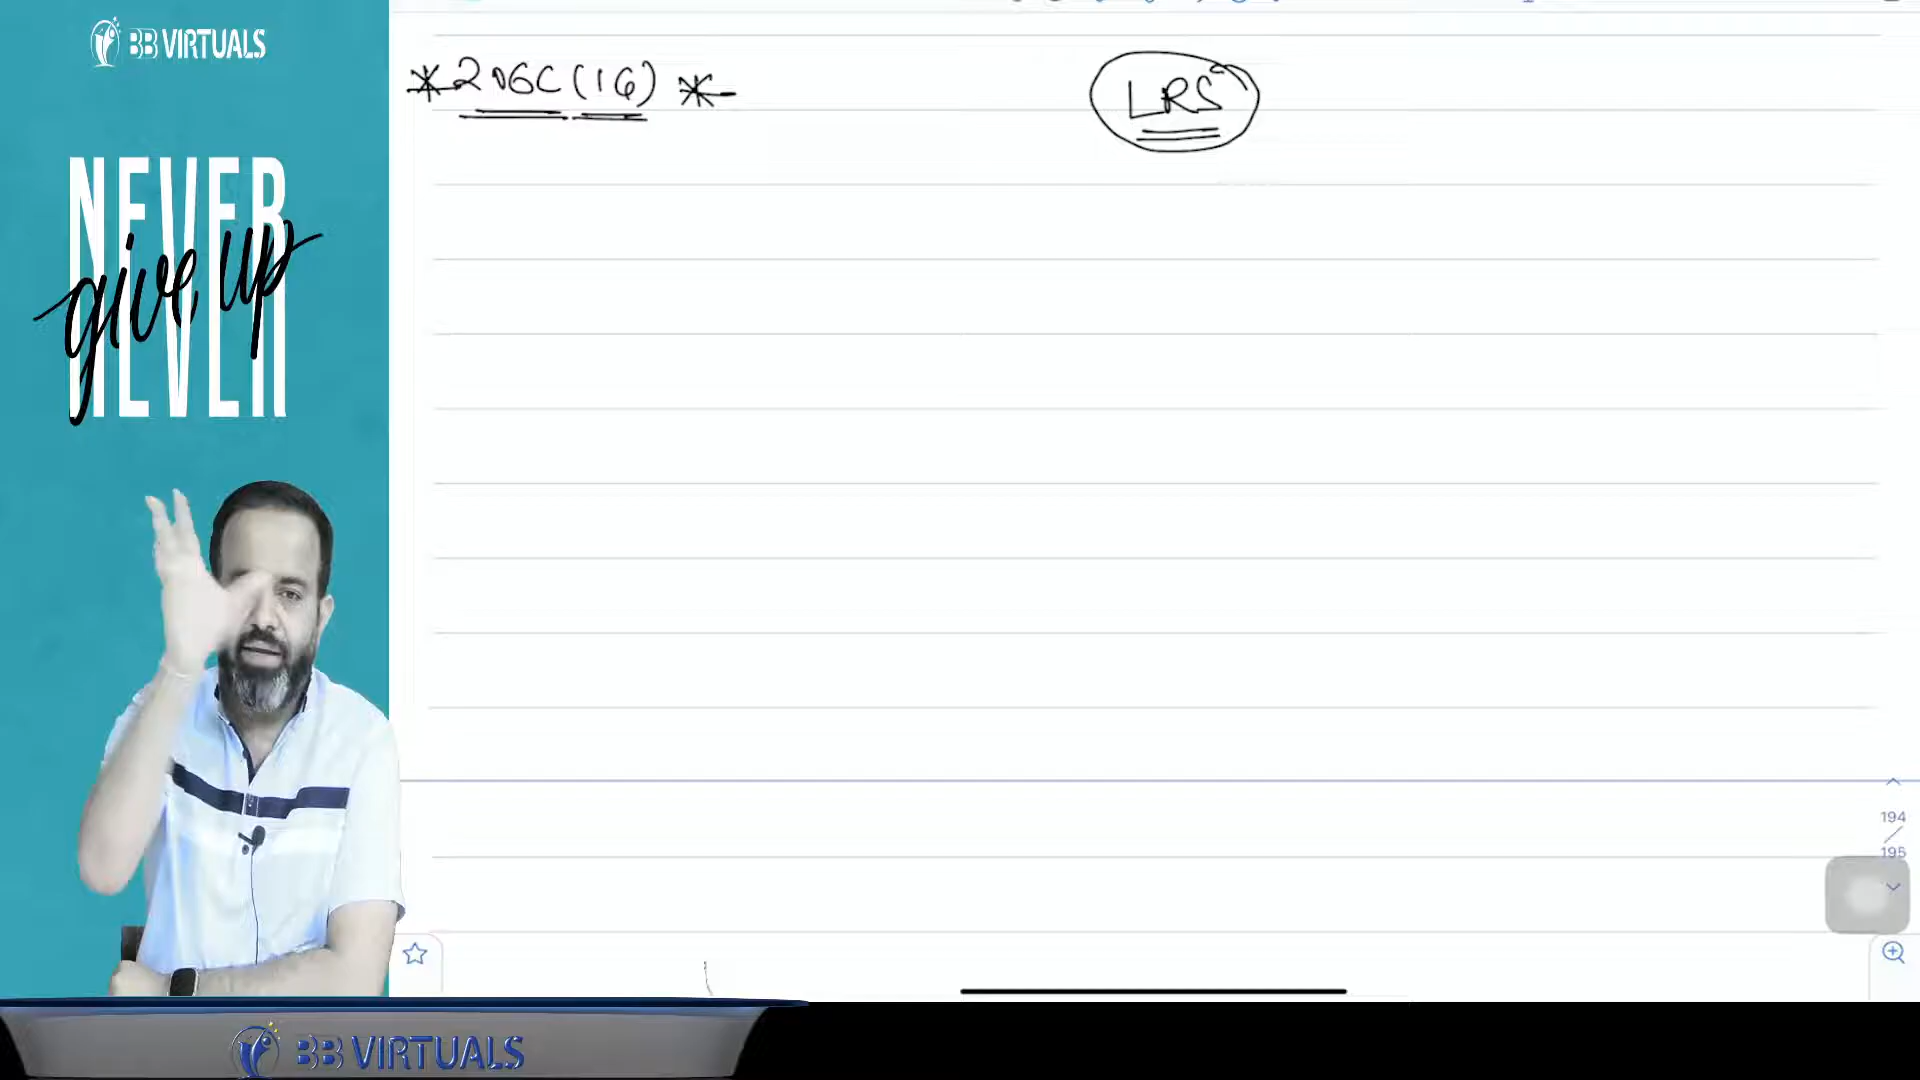 BB VIRTUALS
NEVER
give up
NEVER
*206C(1G)*
LRS
194
195
BB VIRTUALS